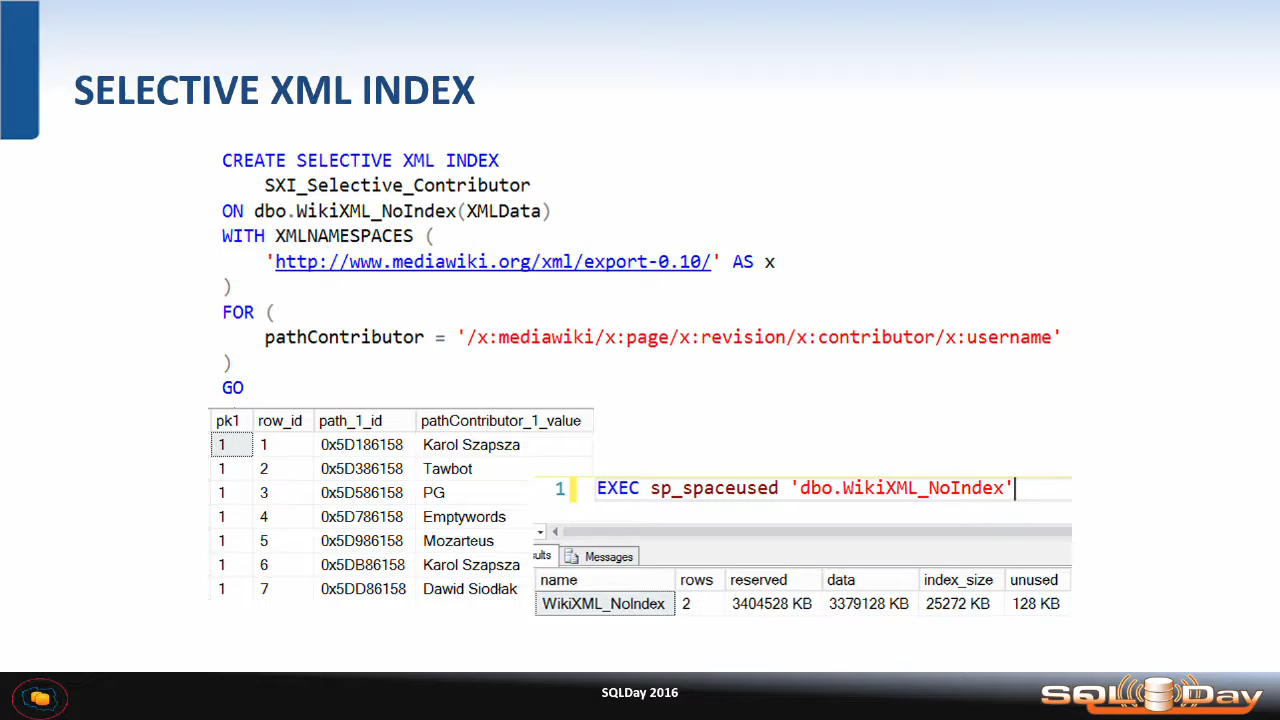 SELECTIVE XML INDEX
CREATE SELECTIVE XML INDEX
SXI_Selective_Contributor
ON dbo.WikiXML_NoIndex(XMLData)
WITH XMLNAMESPACES (
'http://www.mediawiki.org/xml/export-0.10/' AS x
)
FOR (
pathContributor = '/x:mediawiki/x:page/x:revision/x:contributor/x:username'
)
GO
pk1 row_id path_1_id pathContributor_1_value
1 1 0x5D186158 Karol Szapsza
1 2 0x5D386158 Tawbot
1 3 0x5D586158 PG
1 4 0x5D786158 Emptywords
1 5 0x5D986158 Mozarteus
1 6 0x5DB86158 Karol Szapsza
1 7 0x5DD86158 Dawid Siodłak
1 EXEC sp_spaceused 'dbo.WikiXML_NoIndex'
ults Messages
name rows reserved data index_size unused
WikiXML_NoIndex 2 3404528 KB 3379128 KB 25272 KB 128 KB
SQLDay 2016
SQL Day